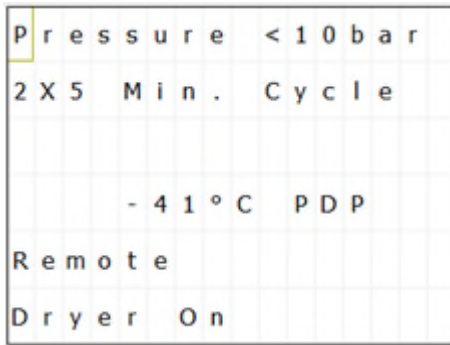 Pressure <10bar
2X5 Min. Cycle
-41°C PDP
Remote
Dryer On